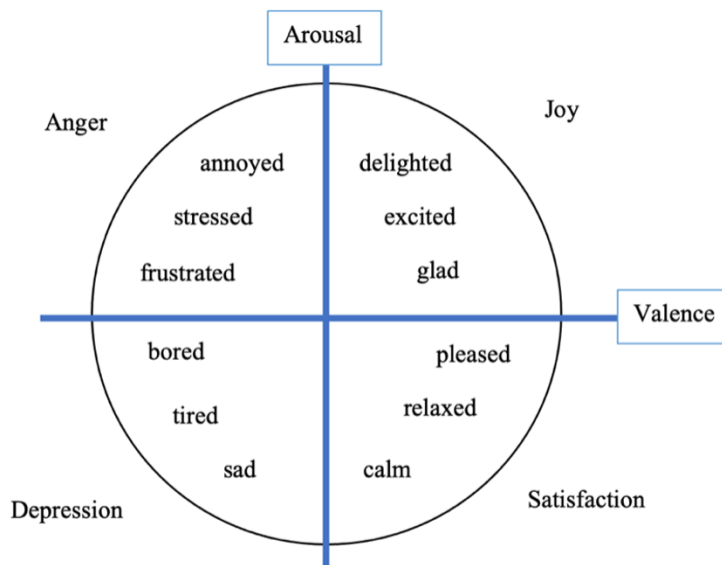 Arousal
Anger
Joy
annoyed
delighted
stressed
excited
frustrated
glad
Valence
bored
pleased
tired
relaxed
sad
calm
Depression
Satisfaction